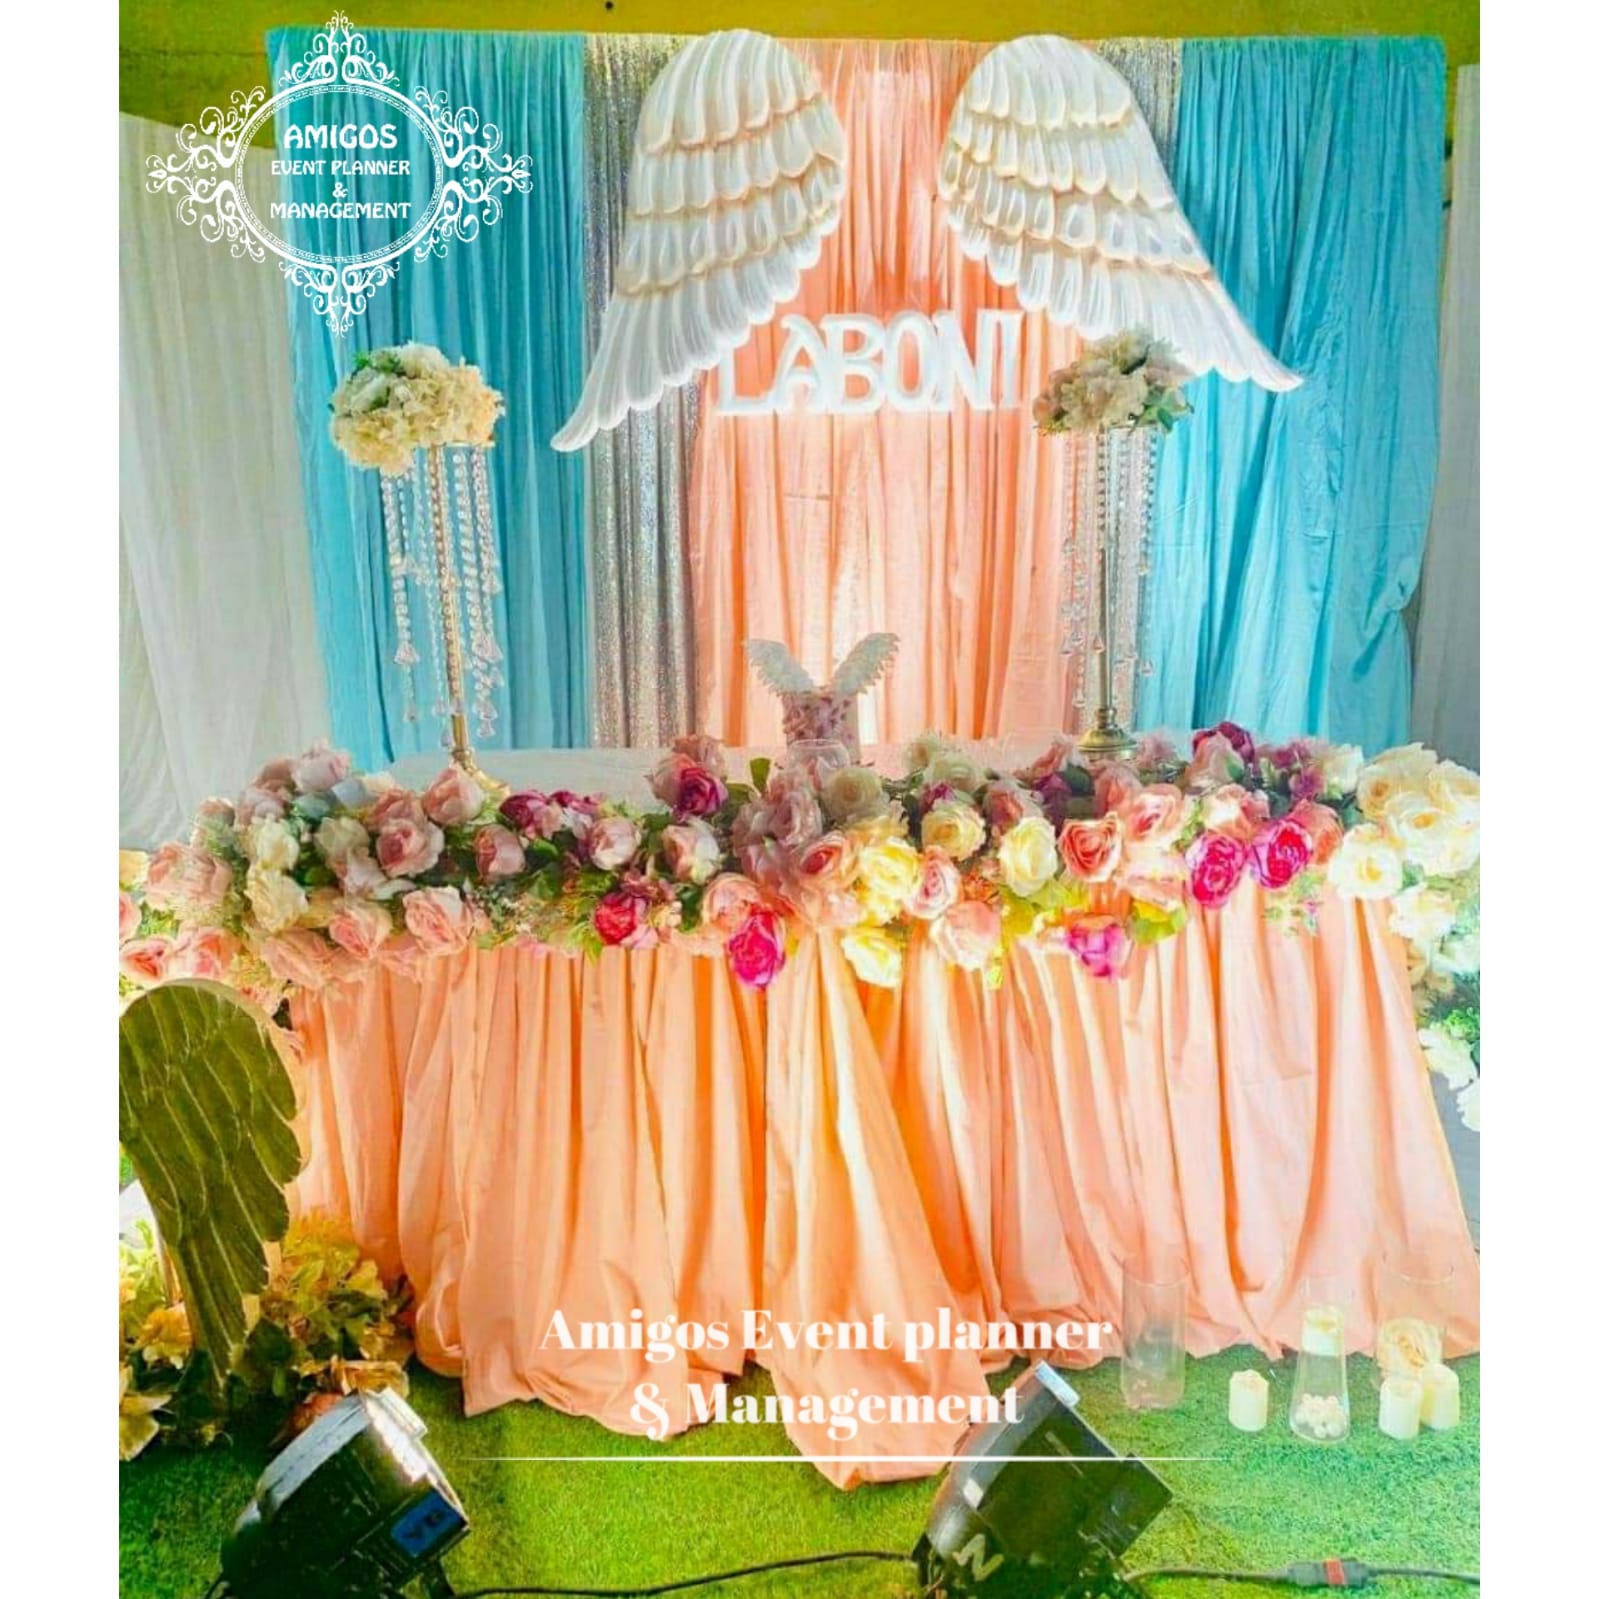 AMIGOS
EVENT PLANNER
&
MANAGEMENT
LABONI
Amigos Event planner
& Management